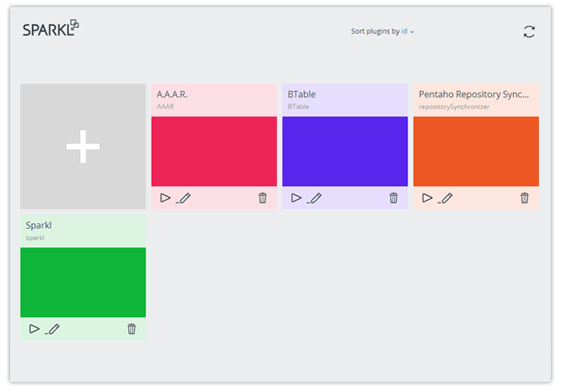 SPARKL
Sort plugins by id
A.A.A.R.
AAAR
BTable
BTable
Pentaho Repository Sync...
repositorySynchronizer
Sparkl
sparkl